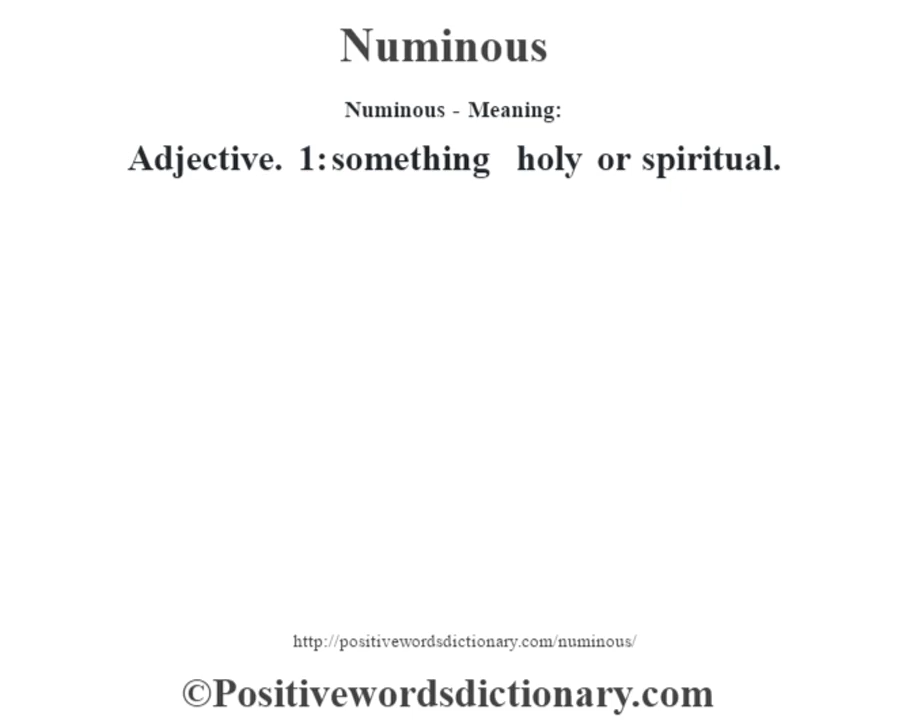 Numinous
Numinous - Meaning:
Adjective. 1:something holy or spiritual.
http://positivewordsdictionary.com/numinous/
©Positivewordsdictionary.com